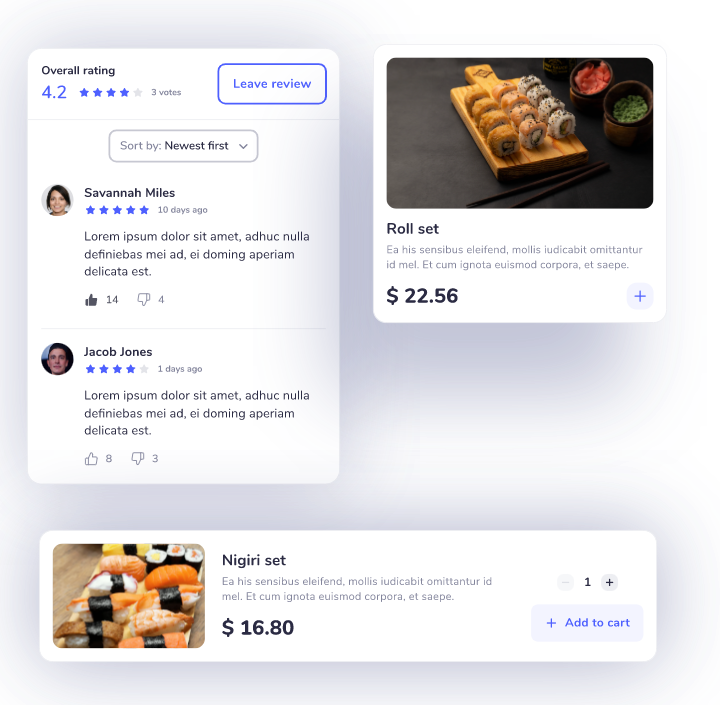 Overall rating
4.2
3 votes
Leave review
Sort by: Newest first
Savannah Miles
10 days ago
Lorem ipsum dolor sit amet, adhuc nulla
definiebas mei ad, ei doming aperiam
delicata est.
14
4
Jacob Jones
1 days ago
Lorem ipsum dolor sit amet, adhuc nulla
definiebas mei ad, ei doming aperiam
delicata est.
8
3
Roll set
Ea his sensibus eleifend, mollis iudicabit omittantur
id mel. Et cum ignota euismod corpora, et saepe.
$ 22.56
Nigiri set
Ea his sensibus eleifend, mollis iudicabit omittantur id
mel. Et cum ignota euismod corpora, et saepe.
$ 16.80
1
Add to cart